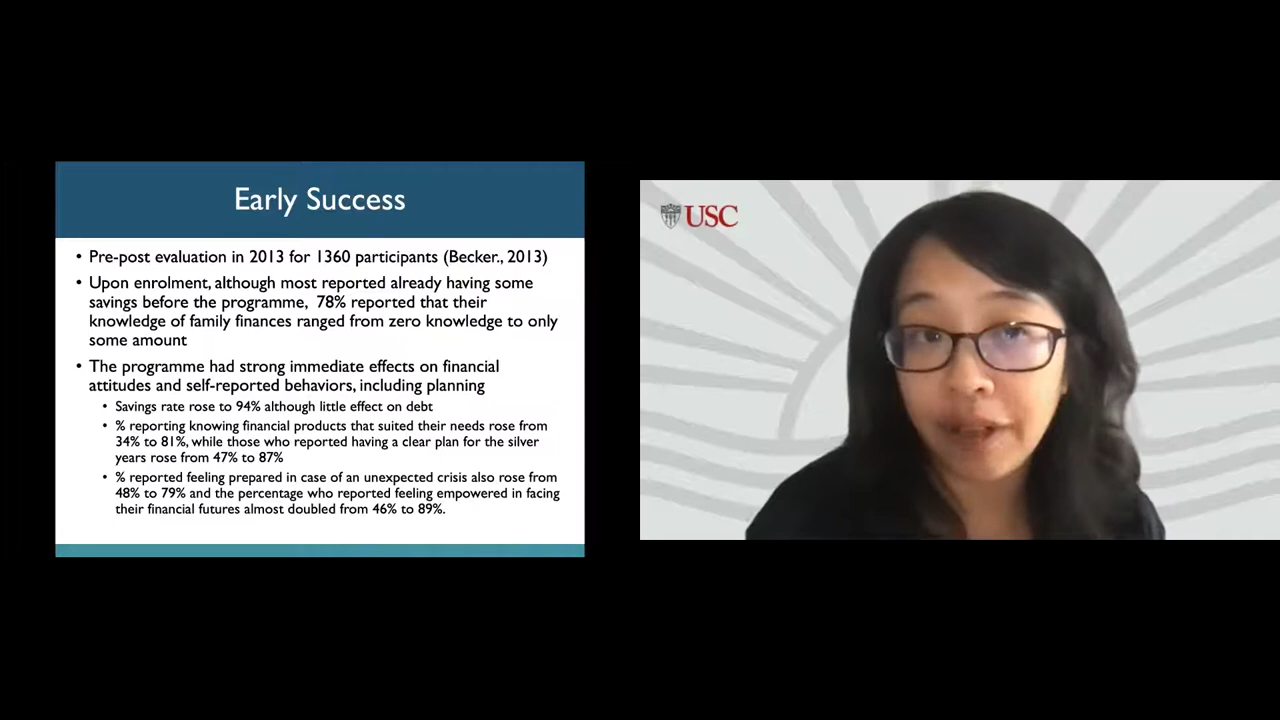 Early Success
• Pre-post evaluation in 2013 for 1360 participants (Becker., 2013)
• Upon enrolment, although most reported already having some
savings before the programme, 78% reported that their
knowledge of family finances ranged from zero knowledge to only
some amount
• The programme had strong immediate effects on financial
attitudes and self-reported behaviors, including planning
• Savings rate rose to 94% although little effect on debt
• % reporting knowing financial products that suited their needs rose from
34% to 81%, while those who reported having a clear plan for the silver
years rose from 47% to 87%
• % reported feeling prepared in case of an unexpected crisis also rose from
48% to 79% and the percentage who reported feeling empowered in facing
their financial futures almost doubled from 46% to 89%.
USC